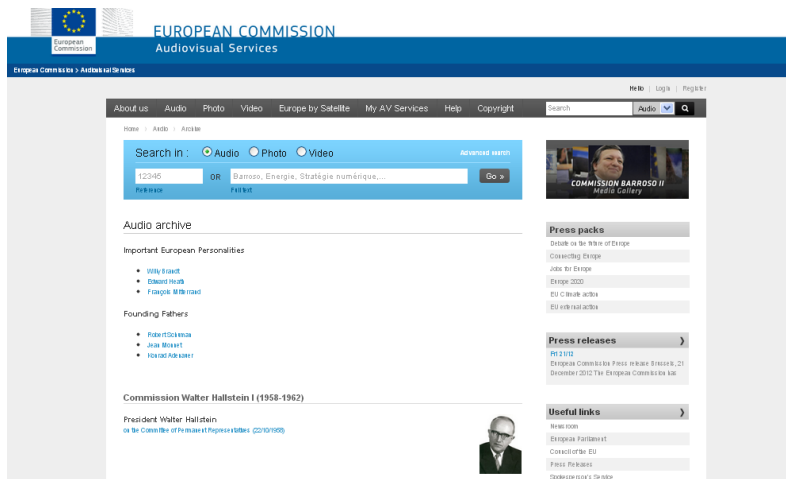 European
Commission
EUROPEAN COMMISSION
Audiovisual Services
European Commission > Audiovisual Services
Hello | Login | Register
About us Audio Photo Video Europe by Satellite My AV Services Help Copyright
Search Audio
Home > Audio > Archive
Search in : Audio Photo Video
Advanced search
12345 OR Barroso, Energie, Stratégie numérique,... Go »
Reference Full text
COMMISSION BARROSO II
Media Gallery
Audio archive
Important European Personalities
Willy Brandt
Edward Heath
François Mitterrand
Founding Fathers
Robert Schuman
Jean Monnet
Konrad Adenauer
Commission Walter Hallstein I (1958-1962)
President Walter Hallstein
on the Committee of Permanent Representatives (22/10/1958)
Press packs
Debate on the future of Europe
Connecting Europe
Jobs for Europe
Europe 2020
EU Climate action
EU external action
Press releases
Fri 21/12
European Commission Press release Brussels, 21
December 2012 The European Commission has
Useful links
Newsroom
European Parliament
Council of the EU
Press Releases
Spokesperson's Service